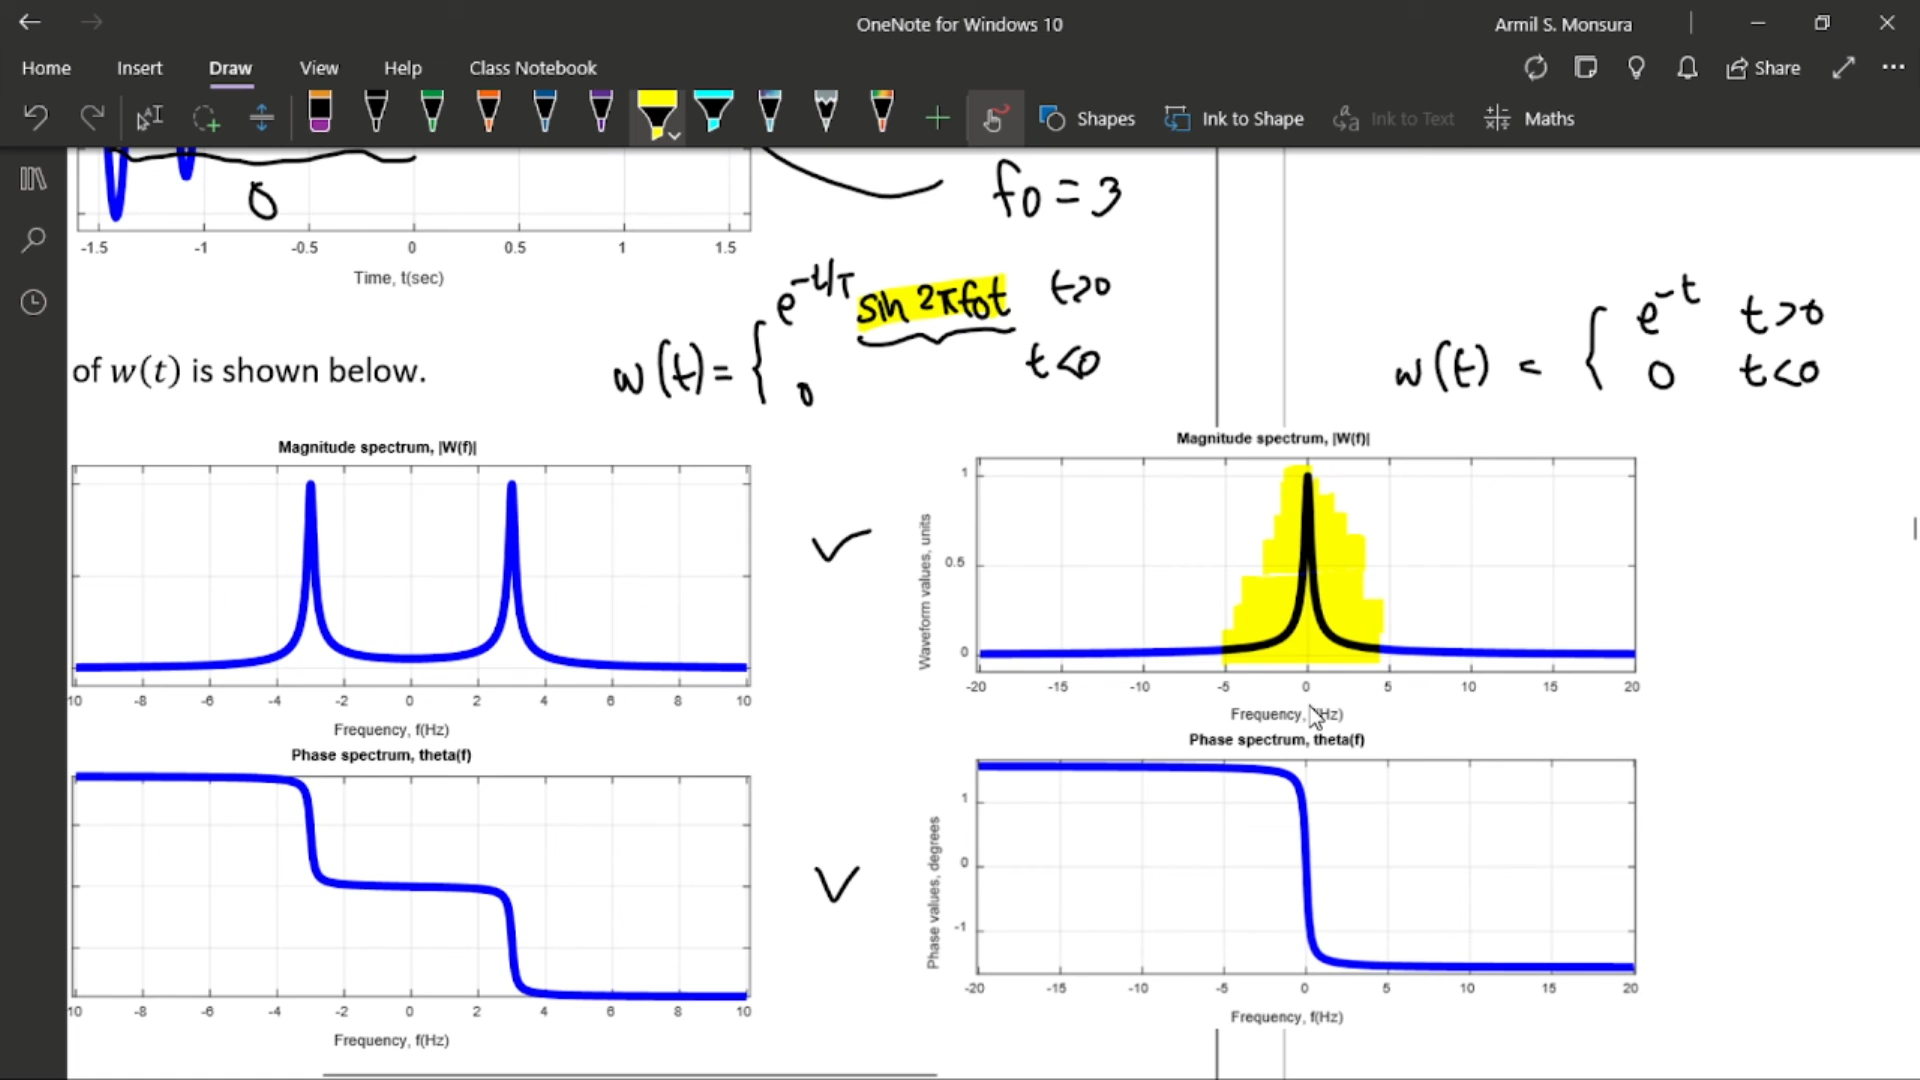 OneNote for Windows 10
Armil S. Monsura
Home Insert Draw View Help Class Notebook
Share
Shapes Ink to Shape Ink to Text Maths
0
f0 = 3
-1.5 -1 -0.5 0 0.5 1 1.5
Time, t(sec)
w(t) = { e^-t/T sin 2πf0t t>0
0 t<0
w(t) = { e^-t t>0
0 t<0
of w(t) is shown below.
Magnitude spectrum, |W(f)|
10 -8 -6 -4 -2 0 2 4 6 8 10
Frequency, f(Hz)
Phase spectrum, theta(f)
10 -8 -6 -4 -2 0 2 4 6 8 10
Frequency, f(Hz)
Magnitude spectrum, |W(f)|
Waveform values, units
1
0.5
0
-20 -15 -10 -5 0 5 10 15 20
Frequency, f(Hz)
Phase spectrum, theta(f)
Phase values, degrees
1
0
-1
-20 -15 -10 -5 0 5 10 15 20
Frequency, f(Hz)